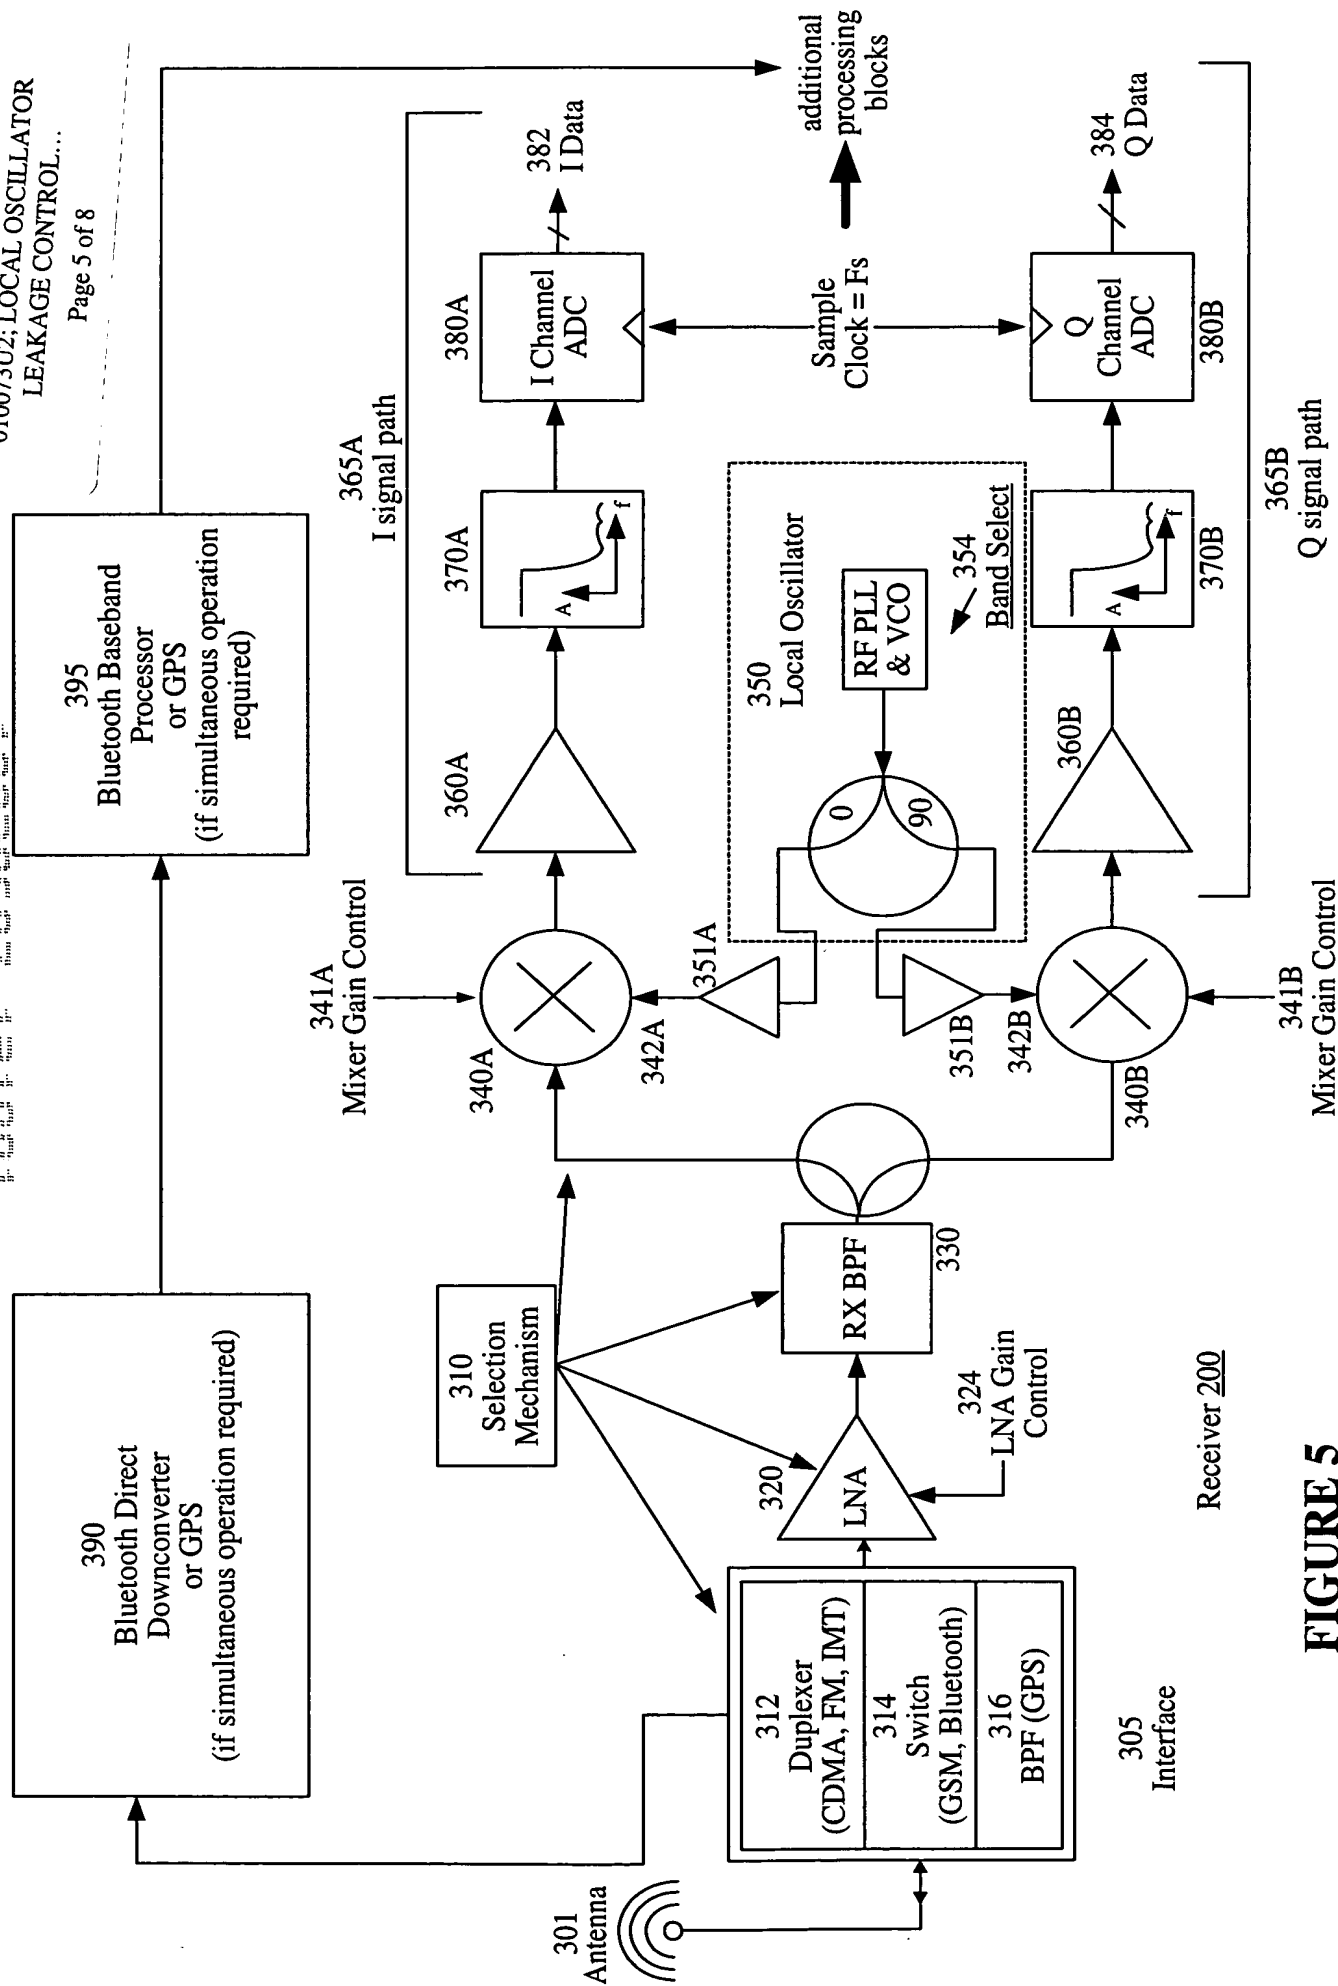 LOCAL OSCILLATOR
LEAKAGE CONTROL...
Page 5 of 8
390
Bluetooth Direct
Downconverter
or GPS
(if simultaneous operation required)
395
Bluetooth Baseband
Processor
or GPS
(if simultaneous operation
required)
301
Antenna
312
Duplexer
(CDMA, FM, IMT)
314
Switch
(GSM, Bluetooth)
316
BPF (GPS)
305
Interface
310
Selection
Mechanism
320
LNA
324
LNA Gain
Control
RX BPF
330
341A
Mixer Gain Control
340A
342A
351A
351B
342B
340B
341B
Mixer Gain Control
350
Local Oscillator
0
90
RF PLL
& VCO
354
Band Select
365A
I signal path
360A
370A
A
f
380A
I Channel
ADC
382
I Data
Sample
Clock = Fs
additional
processing
blocks
360B
370B
A
f
Q
Channel
ADC
380B
384
Q Data
365B
Q signal path
Receiver 200
FIGURE 5